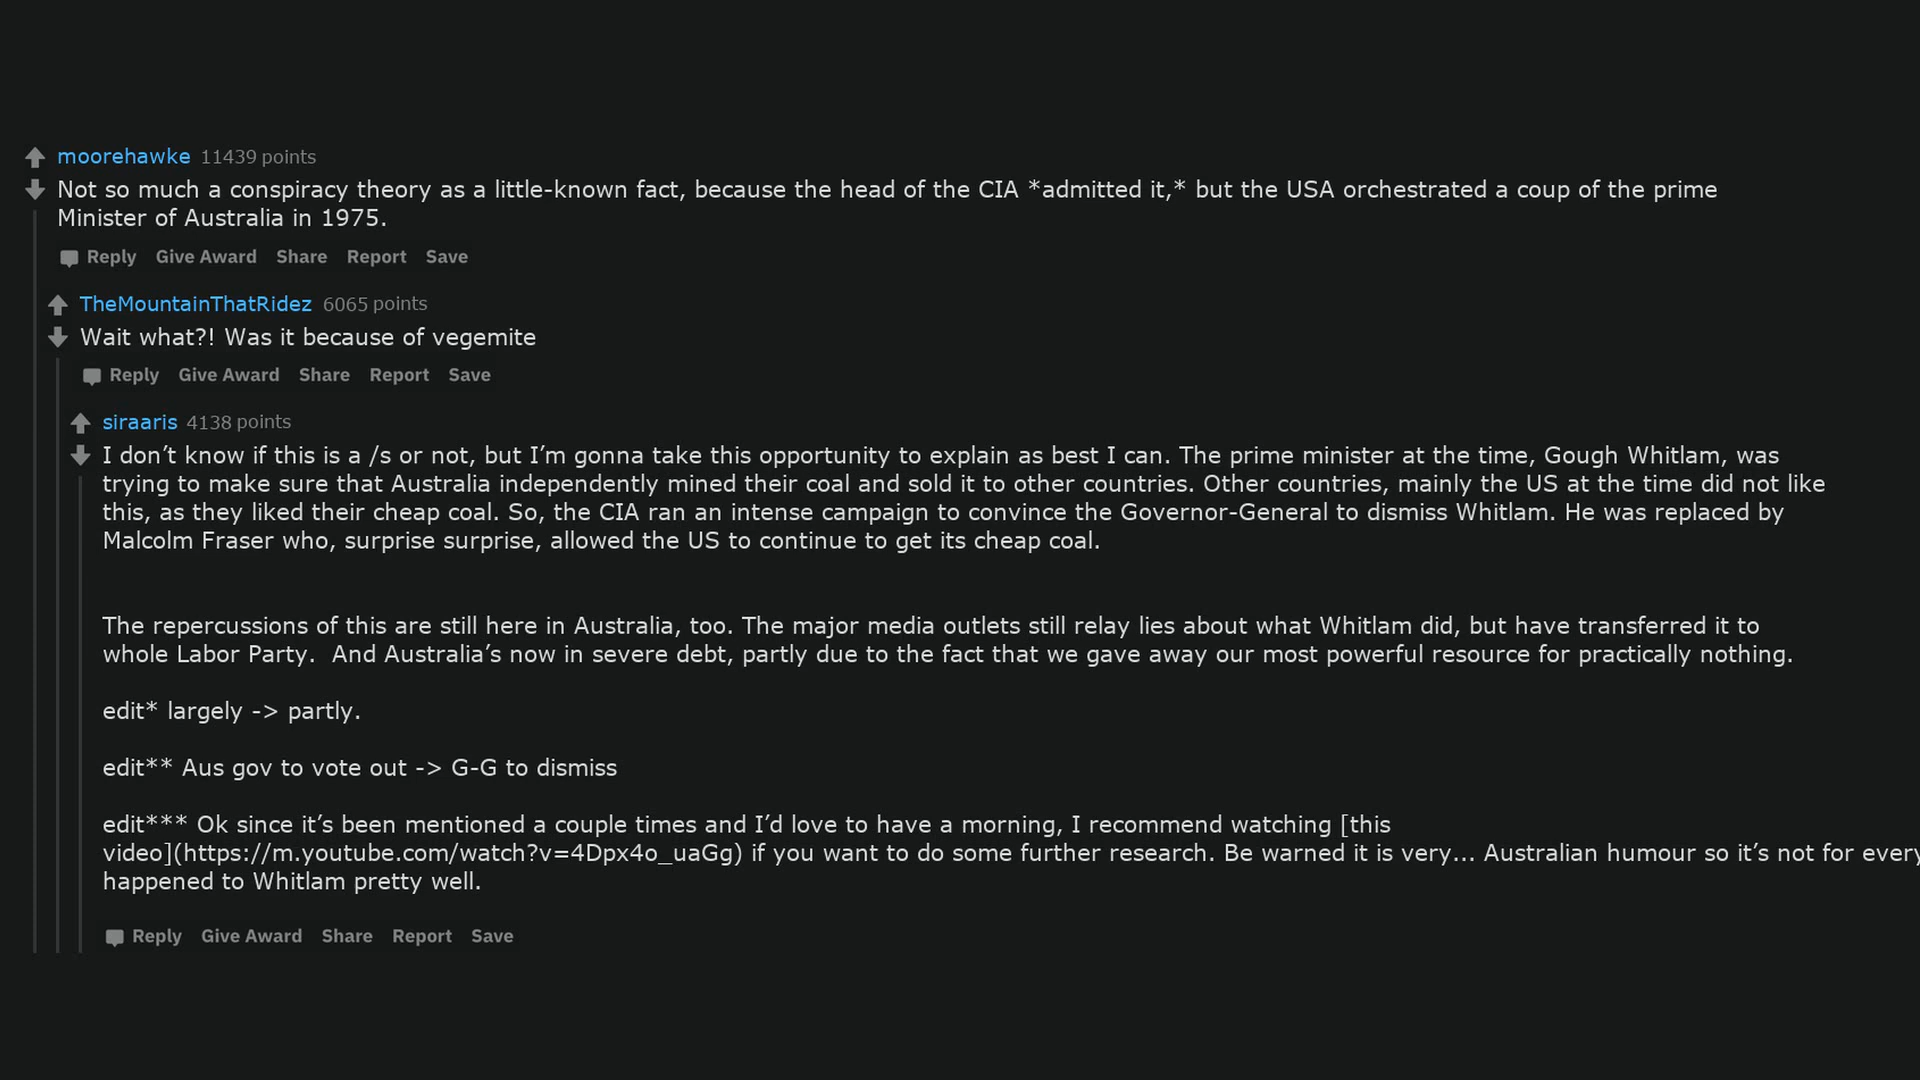 moorehawke 11439 points
Not so much a conspiracy theory as a little-known fact, because the head of the CIA *admitted it,* but the USA orchestrated a coup of the prime
Minister of Australia in 1975.
Reply Give Award Share Report Save
TheMountainThatRidez 6065 points
Wait what?! Was it because of vegemite
Reply Give Award Share Report Save
siraaris 4138 points
I don’t know if this is a /s or not, but I’m gonna take this opportunity to explain as best I can. The prime minister at the time, Gough Whitlam, was
trying to make sure that Australia independently mined their coal and sold it to other countries. Other countries, mainly the US at the time did not like
this, as they liked their cheap coal. So, the CIA ran an intense campaign to convince the Governor-General to dismiss Whitlam. He was replaced by
Malcolm Fraser who, surprise surprise, allowed the US to continue to get its cheap coal.
The repercussions of this are still here in Australia, too. The major media outlets still relay lies about what Whitlam did, but have transferred it to
whole Labor Party.  And Australia’s now in severe debt, partly due to the fact that we gave away our most powerful resource for practically nothing.
edit* largely -> partly.
edit** Aus gov to vote out -> G-G to dismiss
edit*** Ok since it’s been mentioned a couple times and I’d love to have a morning, I recommend watching [this
video](https://m.youtube.com/watch?v=4Dpx4o_uaGg) if you want to do some further research. Be warned it is very... Australian humour so it’s not for every
happened to Whitlam pretty well.
Reply Give Award Share Report Save